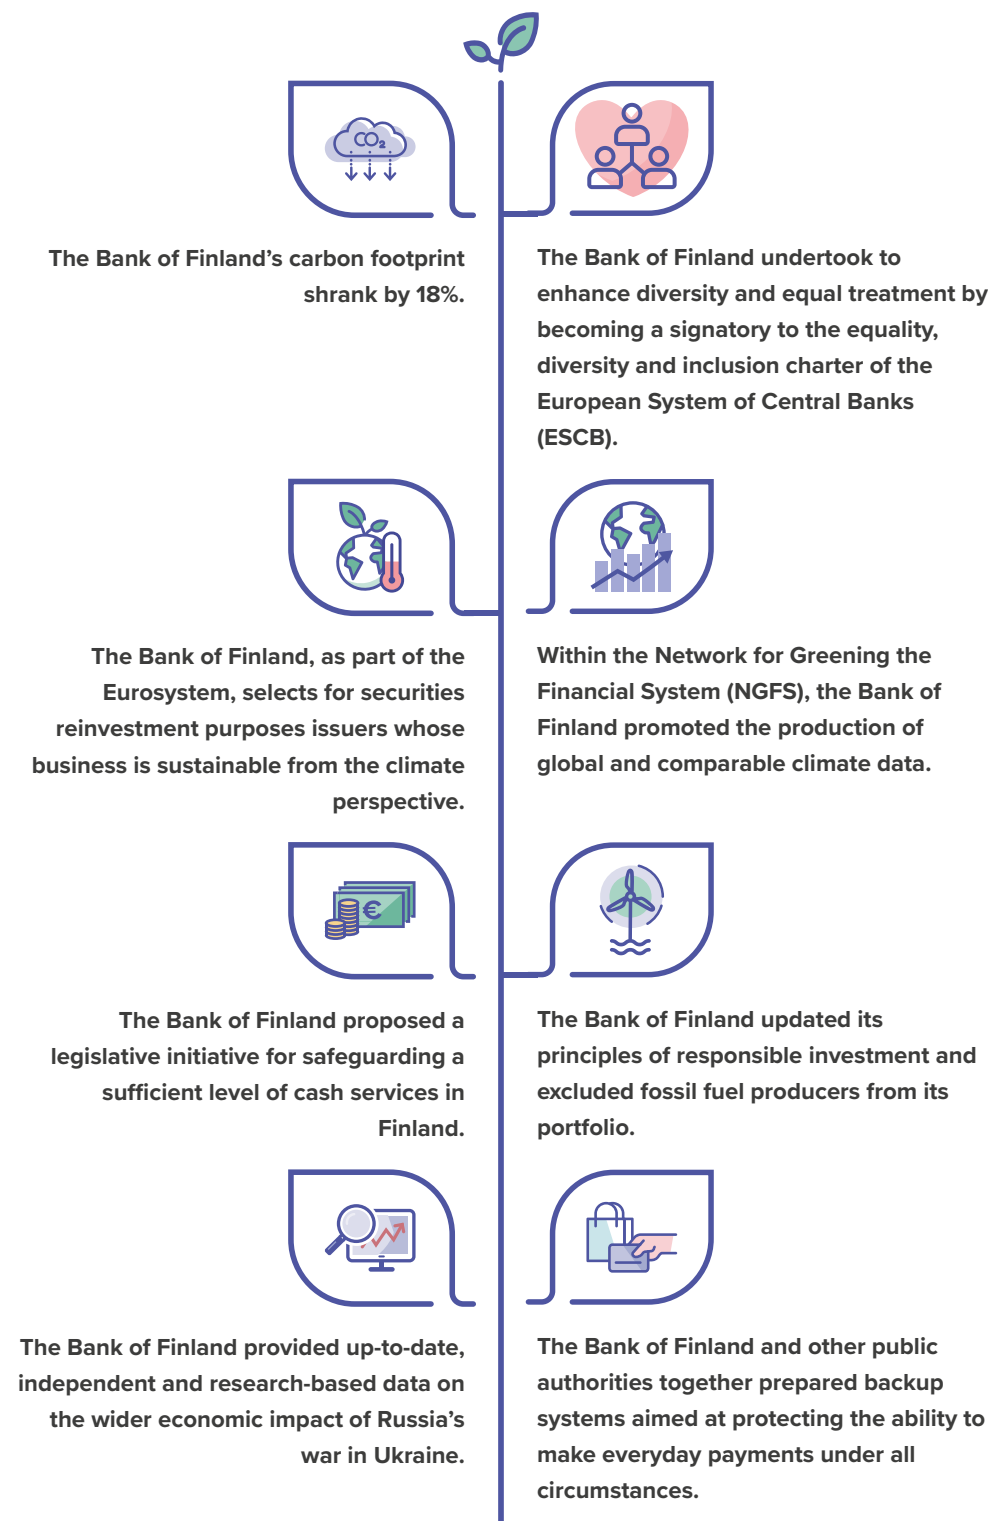 CO2
The Bank of Finland’s carbon footprint
shrank by 18%.
The Bank of Finland undertook to
enhance diversity and equal treatment by
becoming a signatory to the equality,
diversity and inclusion charter of the
European System of Central Banks
(ESCB).
The Bank of Finland, as part of the
Eurosystem, selects for securities
reinvestment purposes issuers whose
business is sustainable from the climate
perspective.
Within the Network for Greening the
Financial System (NGFS), the Bank of
Finland promoted the production of
global and comparable climate data.
€
The Bank of Finland proposed a
legislative initiative for safeguarding a
sufficient level of cash services in
Finland.
The Bank of Finland updated its
principles of responsible investment and
excluded fossil fuel producers from its
portfolio.
The Bank of Finland provided up-to-date,
independent and research-based data on
the wider economic impact of Russia’s
war in Ukraine.
The Bank of Finland and other public
authorities together prepared backup
systems aimed at protecting the ability to
make everyday payments under all
circumstances.